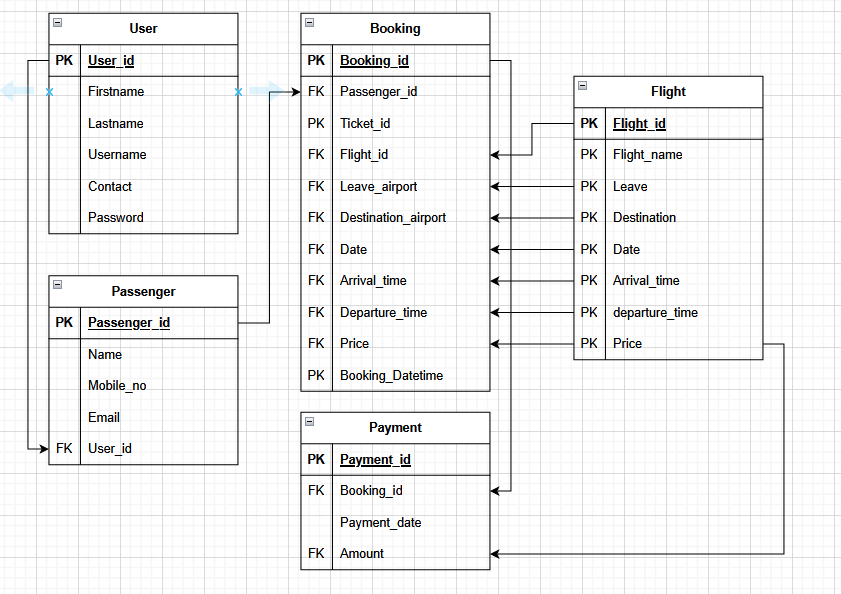 User
PK User_id
Firstname
Lastname
Username
Contact
Password
Passenger
PK Passenger_id
Name
Mobile_no
Email
FK User_id
Booking
PK Booking_id
FK Passenger_id
PK Ticket_id
FK Flight_id
FK Leave_airport
FK Destination_airport
FK Date
FK Arrival_time
FK Departure_time
FK Price
PK Booking_Datetime
Payment
PK Payment_id
FK Booking_id
Payment_date
FK Amount
Flight
PK Flight_id
PK Flight_name
PK Leave
PK Destination
PK Date
PK Arrival_time
PK departure_time
PK Price